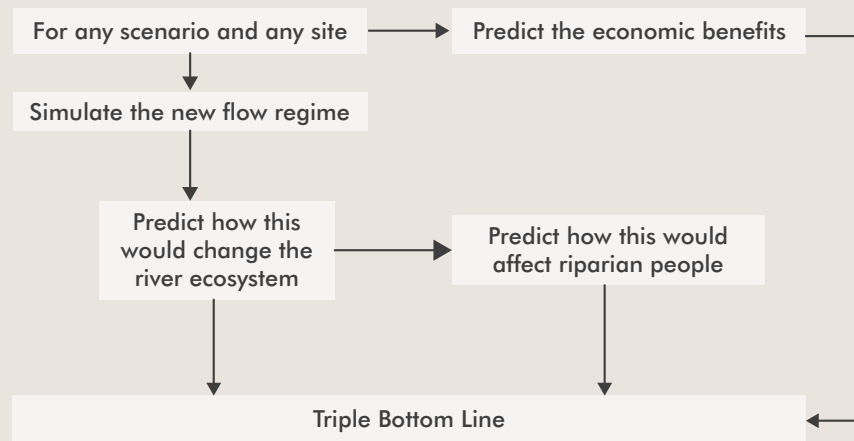 For any scenario and any site
Predict the economic benefits
Simulate the new flow regime
Predict how this
would change the
river ecosystem
Predict how this would
affect riparian people
Triple Bottom Line